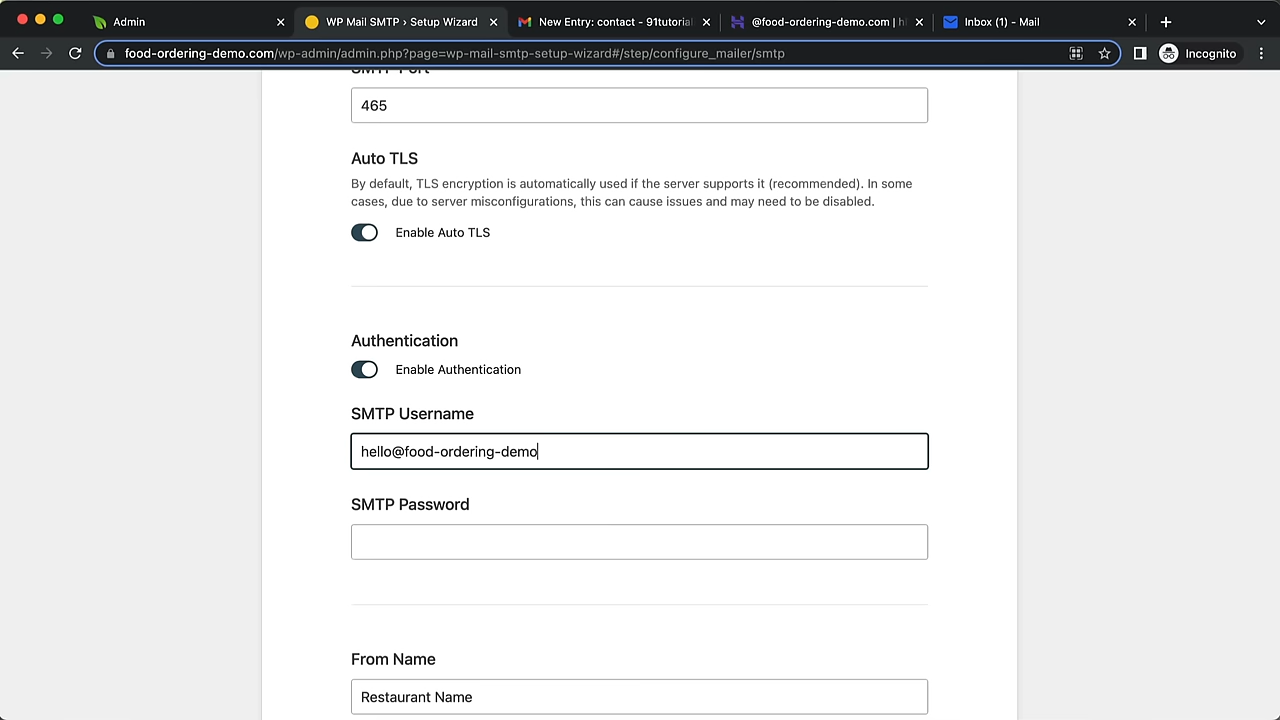 Admin
WP Mail SMTP › Setup Wizard
New Entry: contact - 91tutorial
@food-ordering-demo.com | h
Inbox (1) - Mail
food-ordering-demo.com/wp-admin/admin.php?page=wp-mail-smtp-setup-wizard#/step/configure_mailer/smtp
Incognito
SMTP Port
465
Auto TLS
By default, TLS encryption is automatically used if the server supports it (recommended). In some
cases, due to server misconfigurations, this can cause issues and may need to be disabled.
Enable Auto TLS
Authentication
Enable Authentication
SMTP Username
hello@food-ordering-demo
SMTP Password
From Name
Restaurant Name